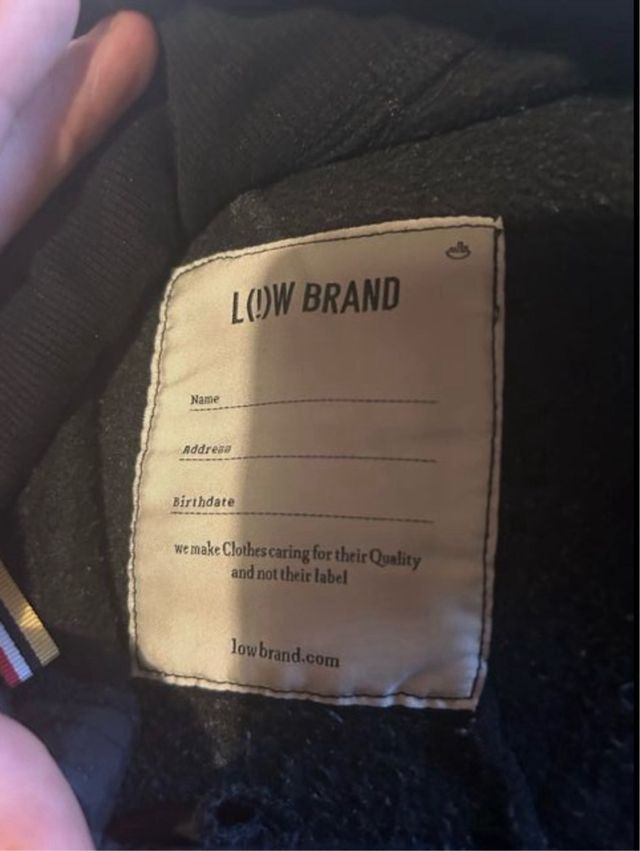 L(!)W BRAND
Name
Address
Birthdate
we make Clothes caring for their Quality
and not their label
lowbrand.com